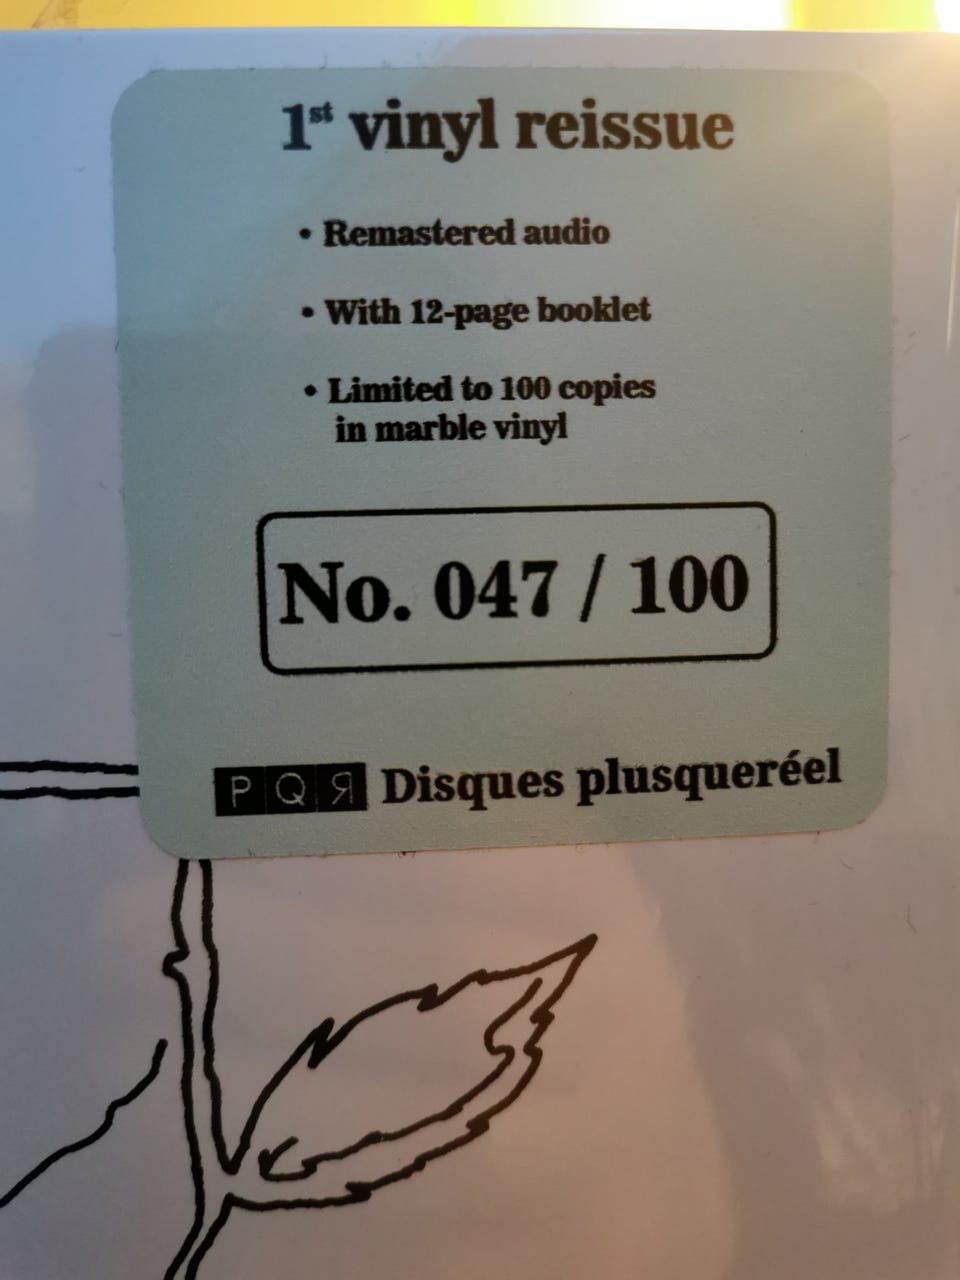 1st vinyl reissue
• Remastered audio
• With 12-page booklet
• Limited to 100 copies
in marble vinyl
No. 047 / 100
PQЯ Disques plusqueréel